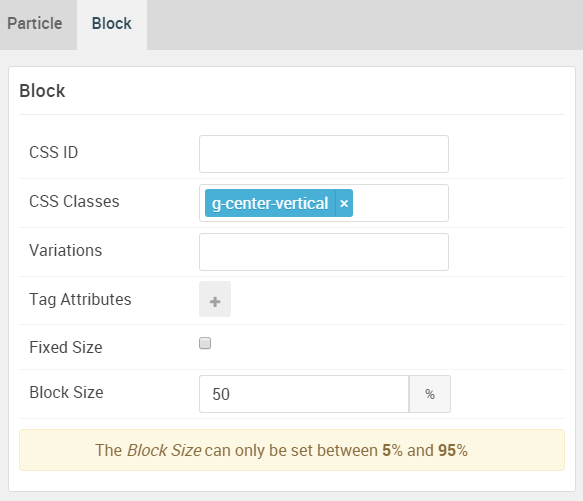 Particle Block
Block
CSS ID
CSS Classes g-center-vertical ×
Variations
Tag Attributes +
Fixed Size
Block Size 50 %
The Block Size can only be set between 5% and 95%